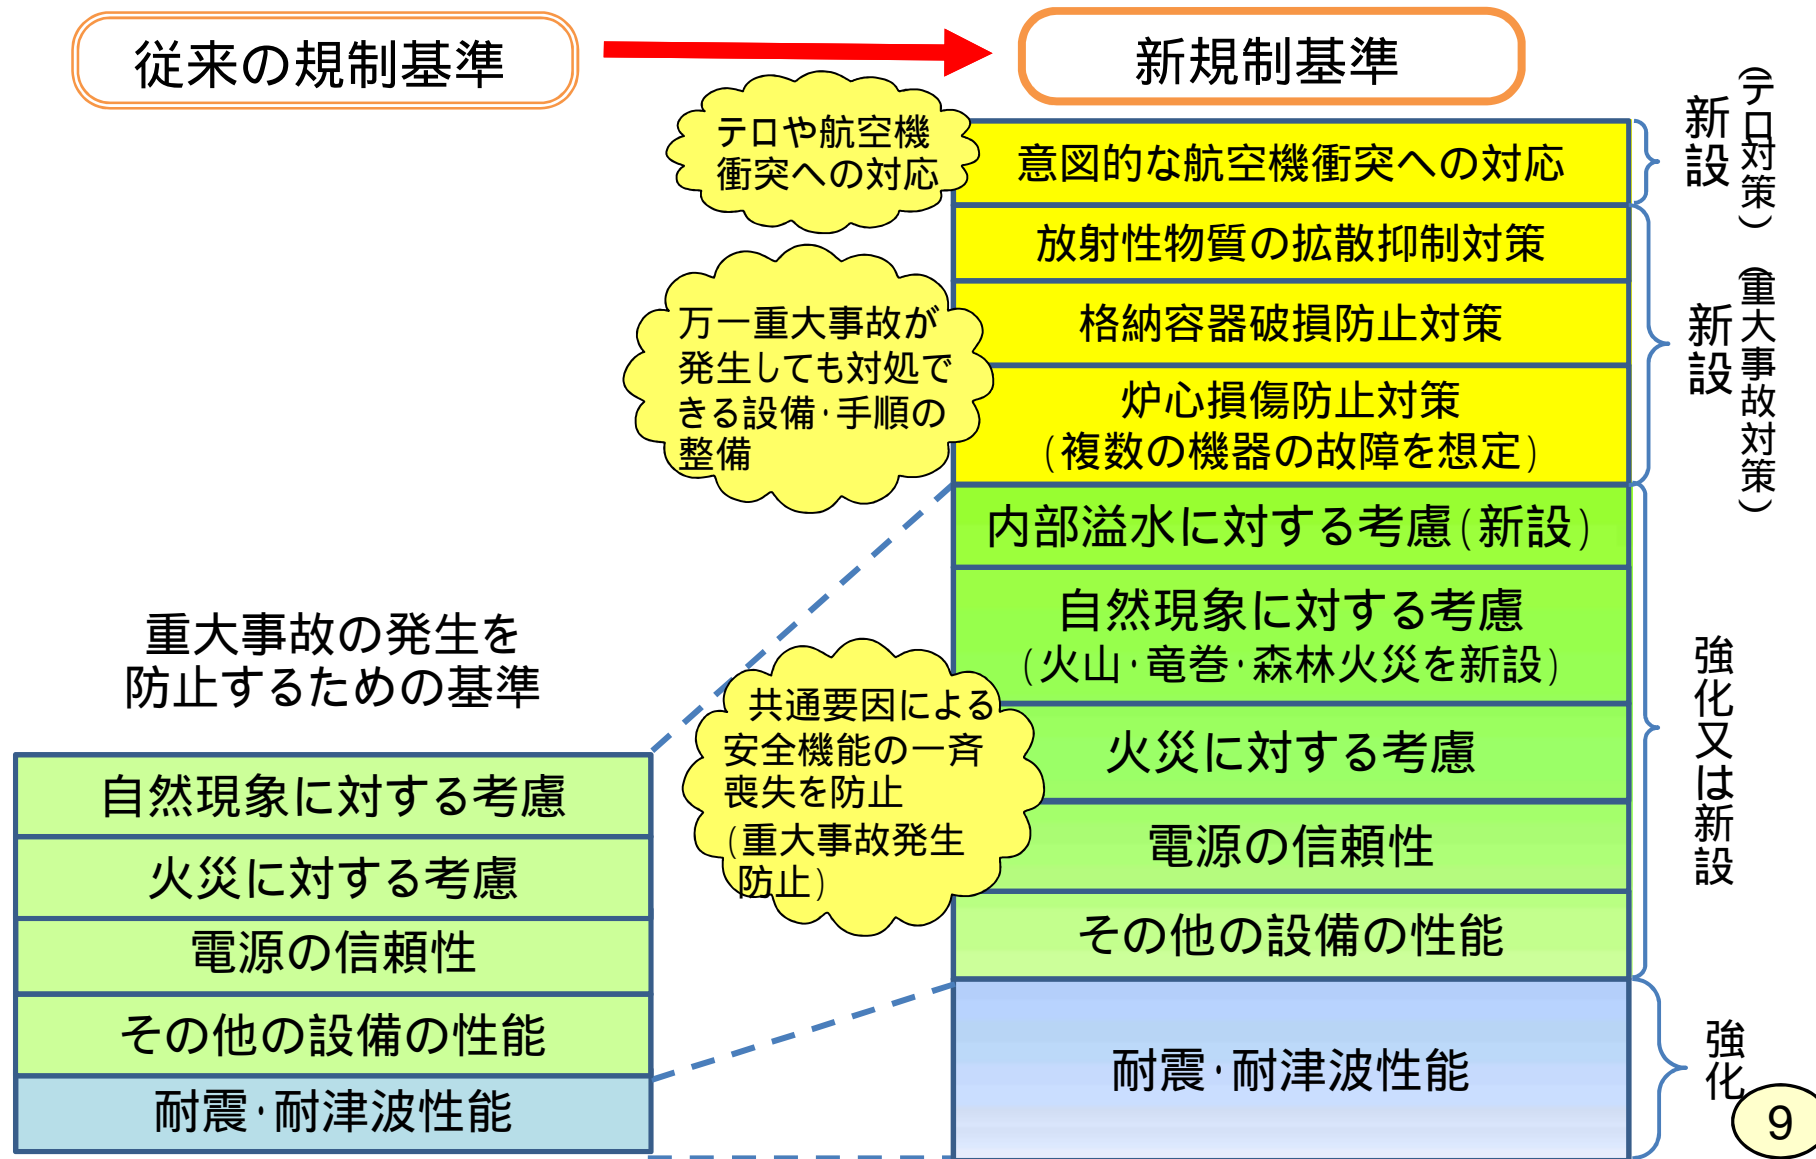 従来の規制基準
新規制基準
テロや航空機
衝突への対応
万一重大事故が
発生しても対処で
きる設備・手順の
整備
共通要因による
安全機能の一斉
喪失を防止
(重大事故発生
防止)
重大事故の発生を
防止するための基準
自然現象に対する考慮
火災に対する考慮
電源の信頼性
その他の設備の性能
耐震・耐津波性能
意図的な航空機衝突への対応
放射性物質の拡散抑制対策
格納容器破損防止対策
炉心損傷防止対策
(複数の機器の故障を想定)
内部溢水に対する考慮(新設)
自然現象に対する考慮
(火山・竜巻・森林火災を新設)
火災に対する考慮
電源の信頼性
その他の設備の性能
耐震・耐津波性能
新設
(テロ対策)
新設
(重大事故対策)
強化又は新設
強化
9